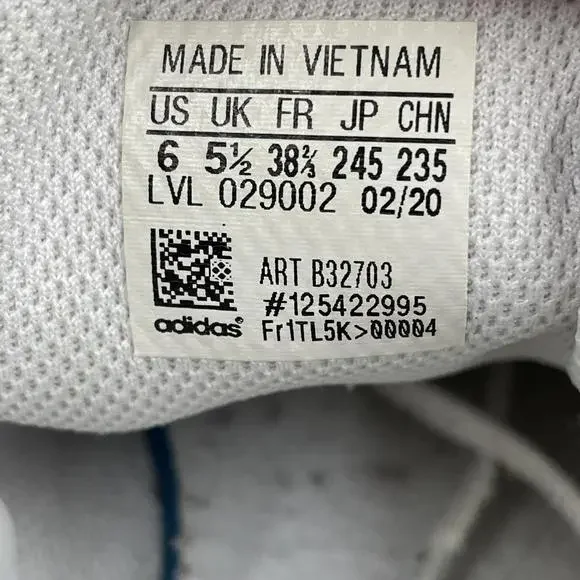 MADE IN VIETNAM
US UK FR JP CHN
6 5½ 38⅔ 245 235
LVL 029002 02/20
ART B32703
#125422995
adidas
Fr1TL5K>00004